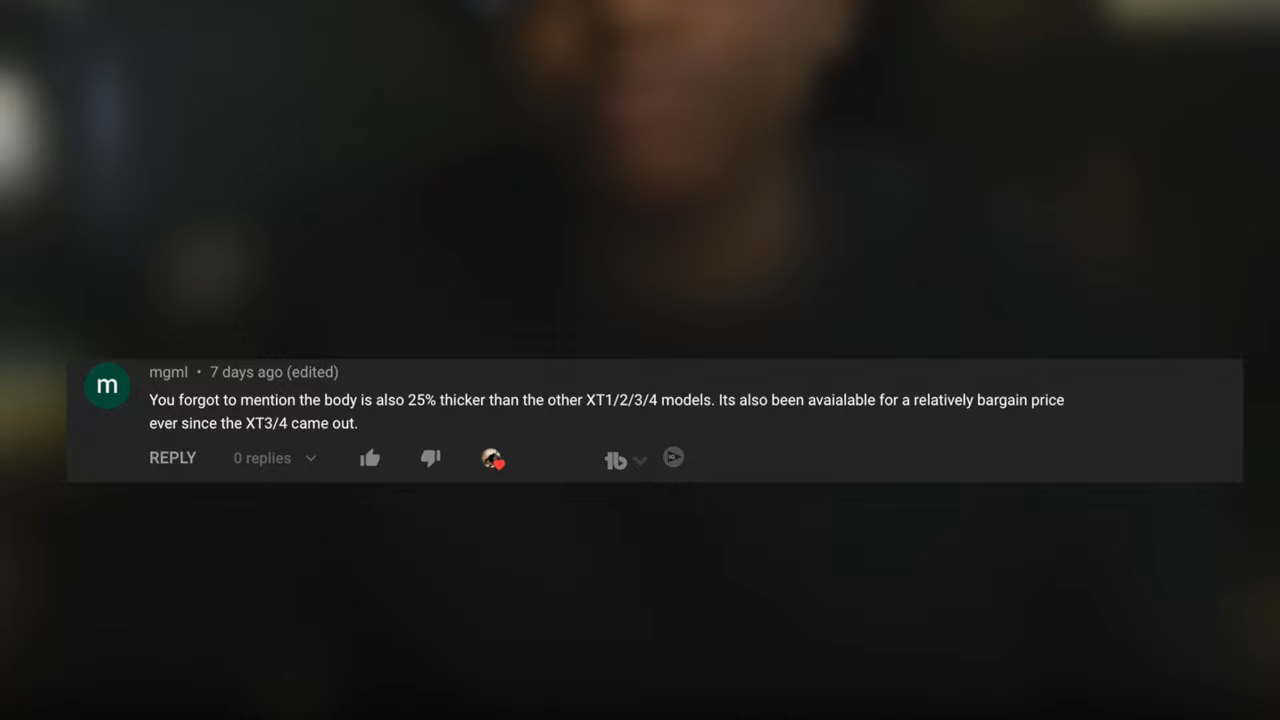 m
mgml • 7 days ago (edited)
You forgot to mention the body is also 25% thicker than the other XT1/2/3/4 models. Its also been avaialable for a relatively bargain price
ever since the XT3/4 came out.
REPLY 0 replies